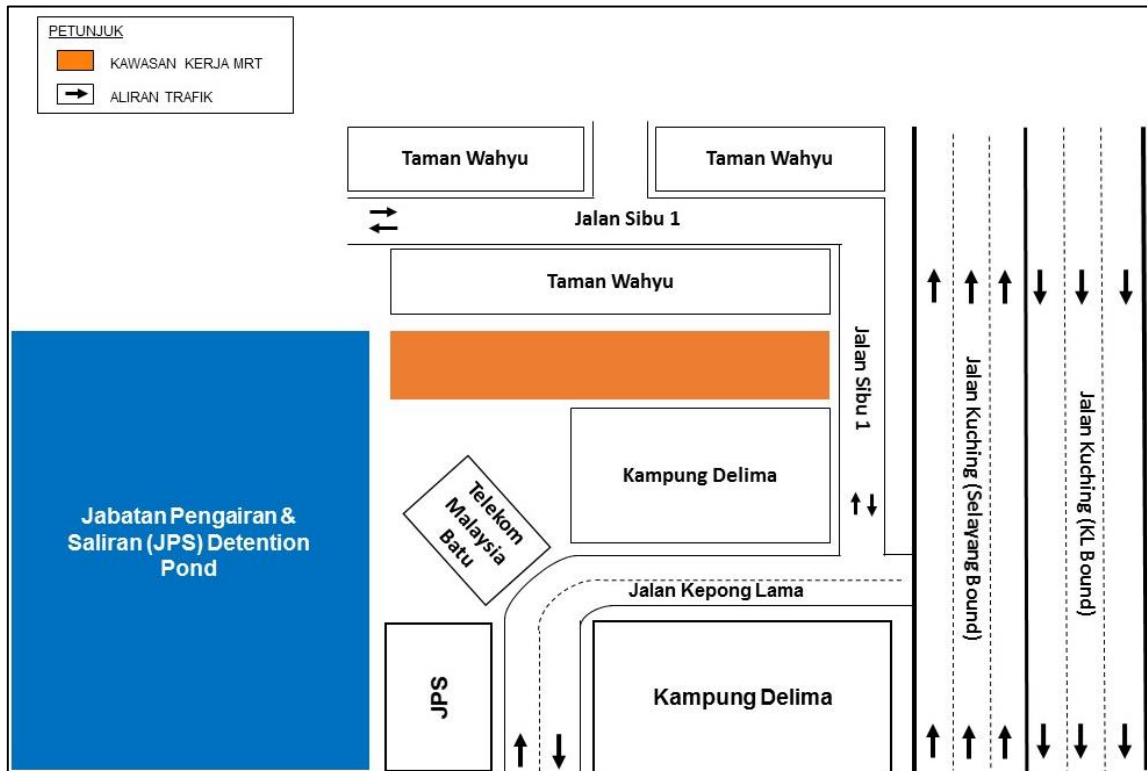 PETUNJUK
KAWASAN KERJA MRT
ALIRAN TRAFIK
Taman Wahyu
Taman Wahyu
Jalan Sibu 1
Taman Wahyu
Jalan Sibu 1
Kampung Delima
Telekom
Malaysia
Batu
Jabatan Pengairan &
Saliran (JPS) Detention
Pond
Jalan Kepong Lama
JPS
Kampung Delima
Jalan Kuching (Selayang Bound)
Jalan Kuching (KL Bound)